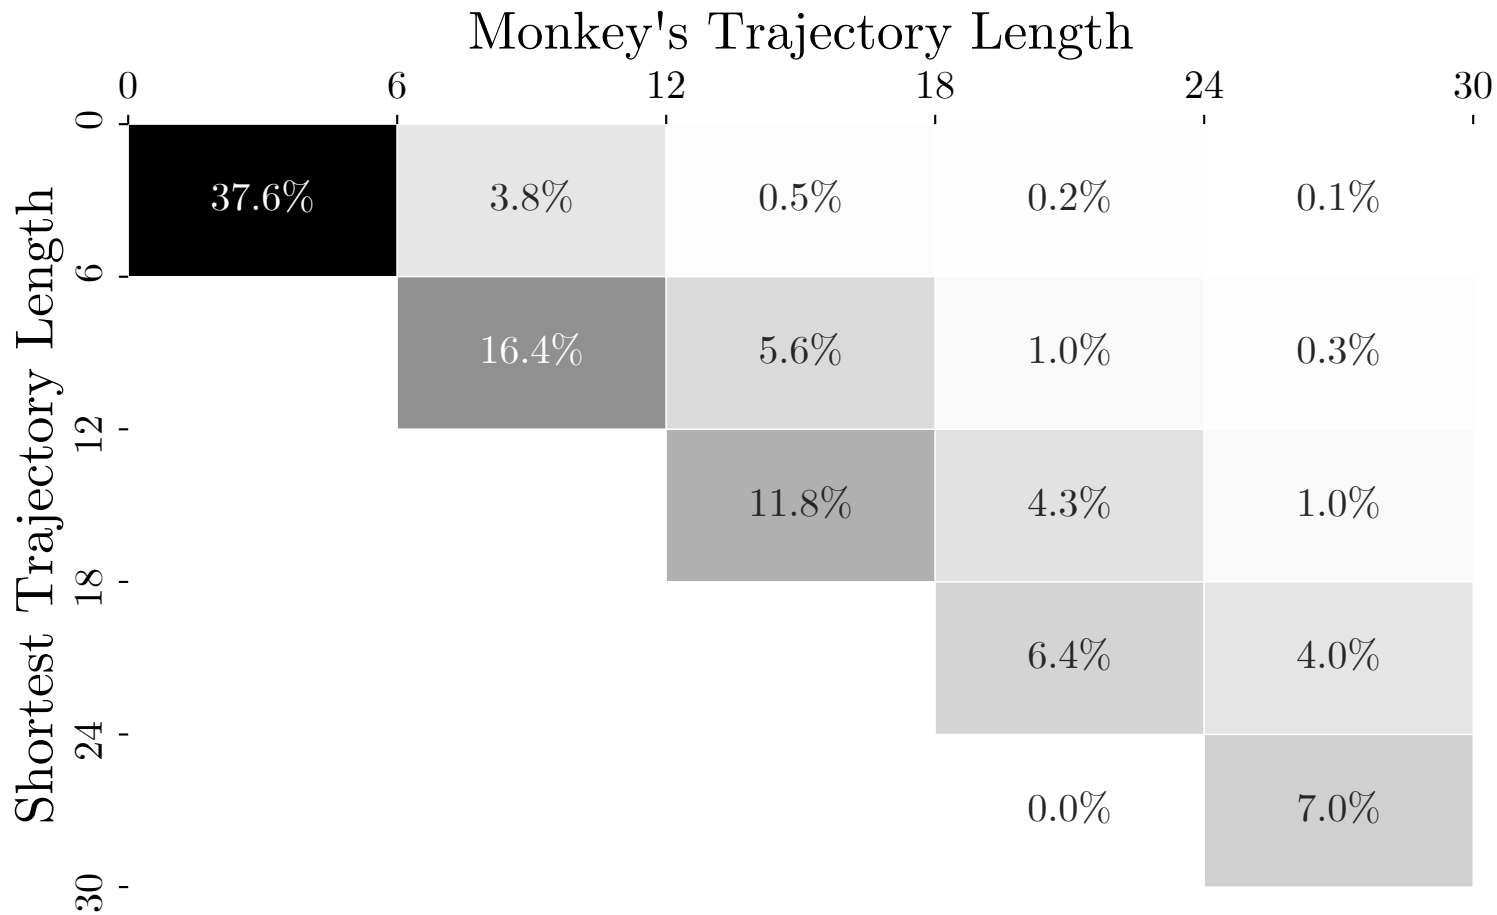 Monkey's Trajectory Length
0 6 12 18 24 30
Shortest Trajectory Length
0
37.6% 3.8% 0.5% 0.2% 0.1%
6
16.4% 5.6% 1.0% 0.3%
12
11.8% 4.3% 1.0%
18
6.4% 4.0%
24
0.0% 7.0%
30